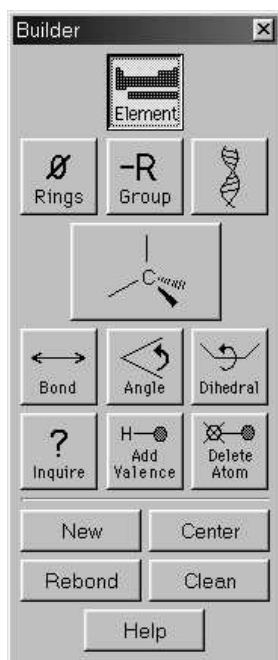 Builder
Element
Rings
-R
Group
C
Bond
Angle
Dihedral
?
Inquire
H
Add
Valence
Delete
Atom
New
Center
Rebond
Clean
Help